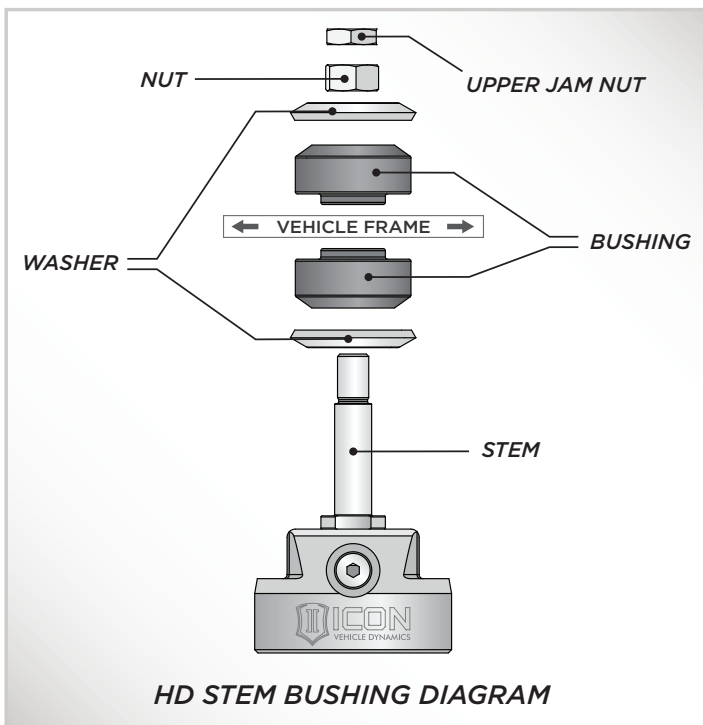 UPPER JAM NUT
NUT
VEHICLE FRAME
WASHER
BUSHING
STEM
ICON
VEHICLE DYNAMICS
HD STEM BUSHING DIAGRAM